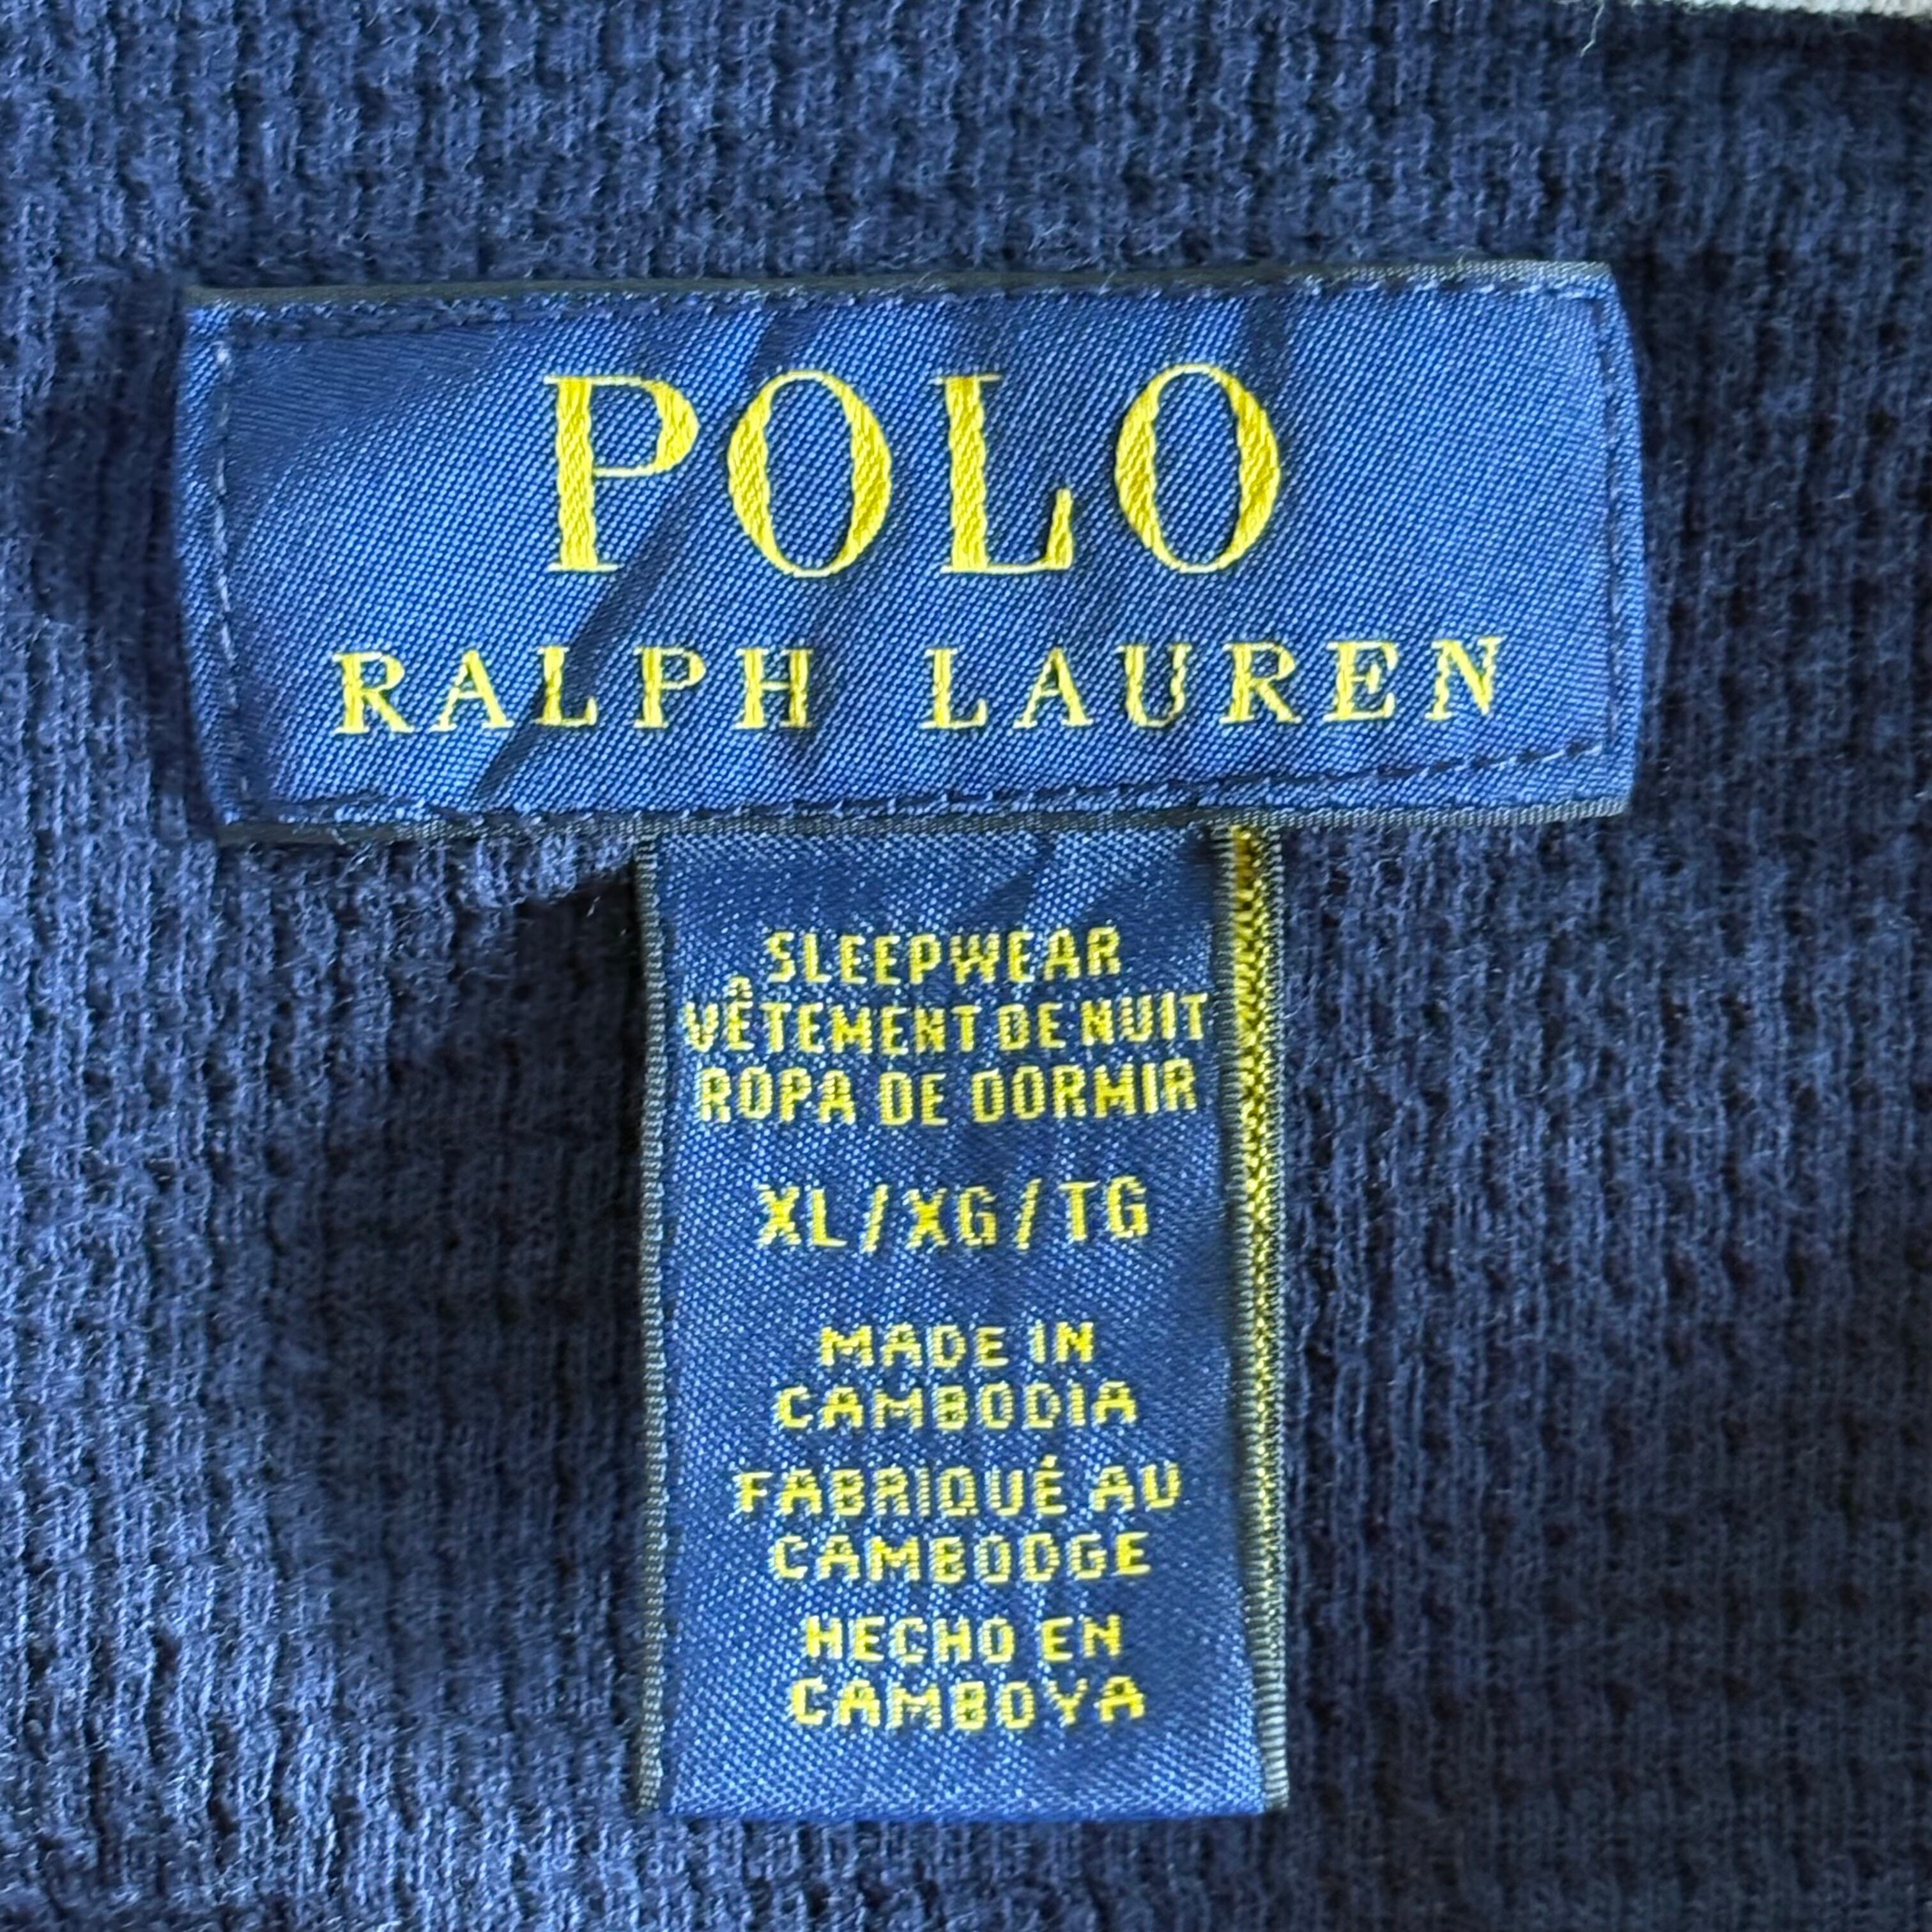 POLO
RALPH LAUREN
SLEEPWEAR
VÊTEMENT DE NUIT
ROPA DE DORMIR
XL/XG/TG
MADE IN
CAMBODIA
FABRIQUÉ AU
CAMBODGE
HECHO EN
CAMBOYA